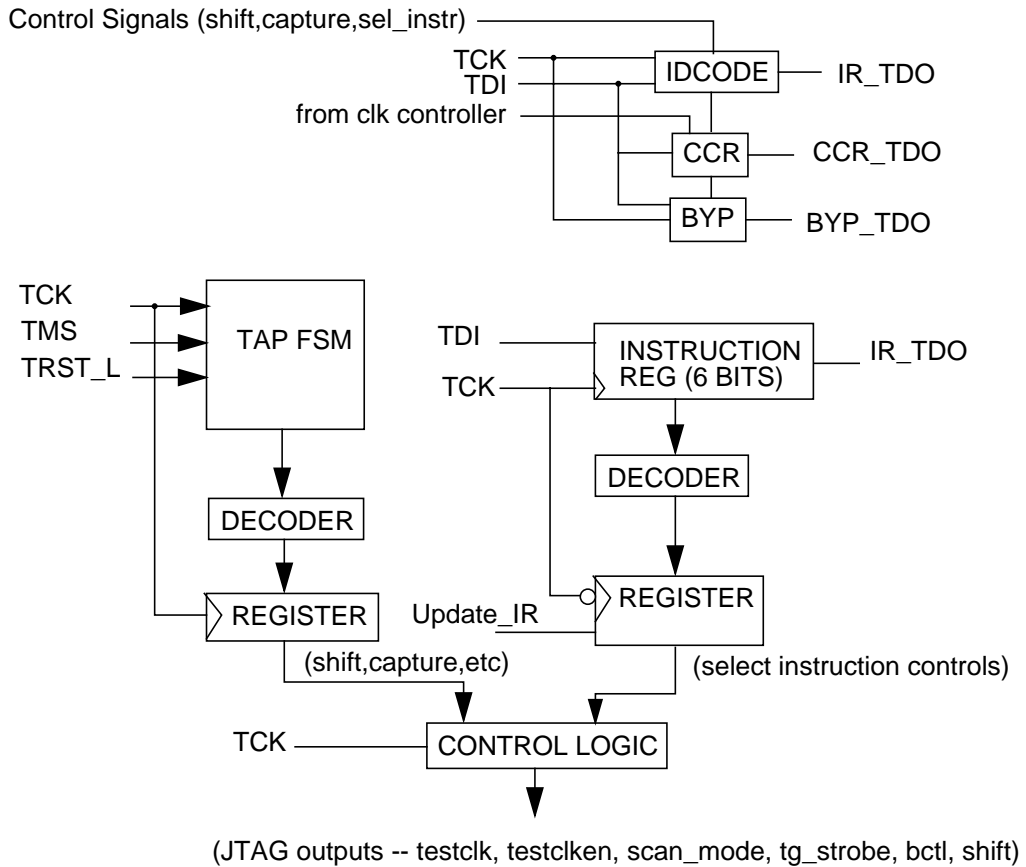 Control Signals (shift,capture,sel_instr)
TCK
TDI
IDCODE
IR_TDO
from clk controller
CCR
CCR_TDO
BYP
BYP_TDO
TCK
TMS
TRST_L
TAP FSM
DECODER
REGISTER
(shift,capture,etc)
TDI
TCK
INSTRUCTION
REG (6 BITS)
IR_TDO
DECODER
REGISTER
Update_IR
(select instruction controls)
TCK
CONTROL LOGIC
(JTAG outputs -- testclk, testclken, scan_mode, tg_strobe, bctl, shift)